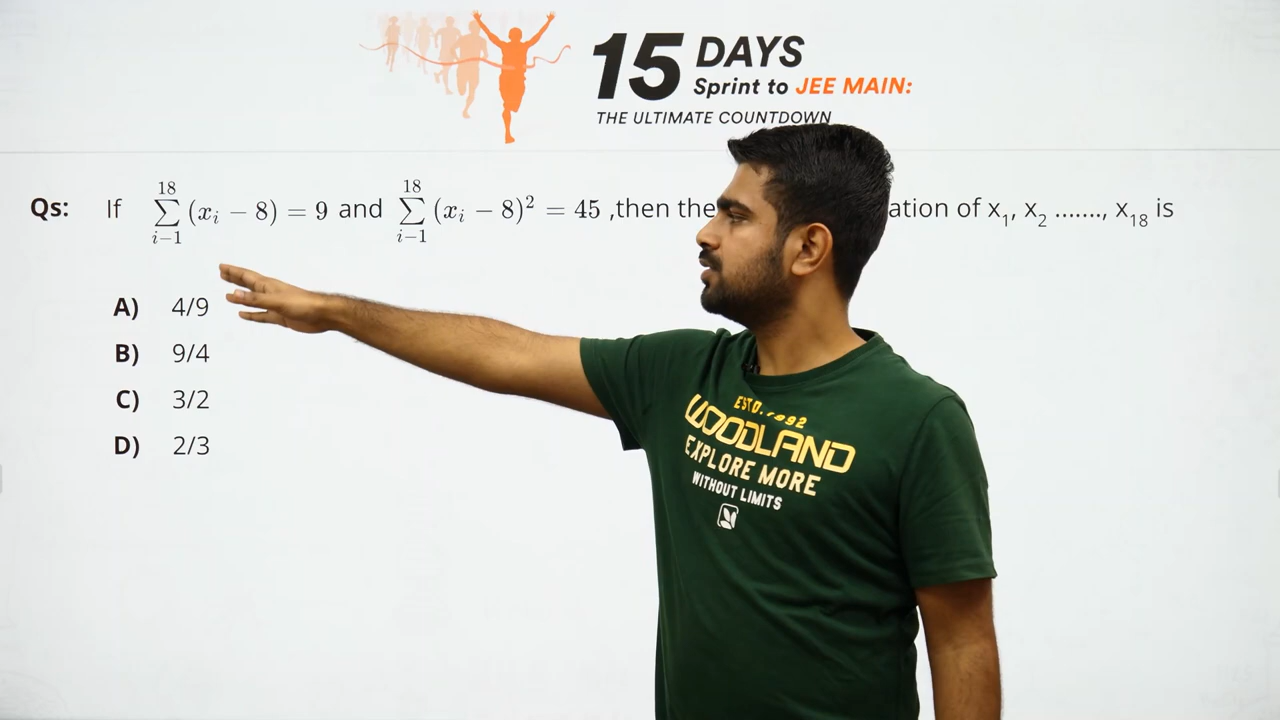 15 DAYS
Sprint to JEE MAIN:
THE ULTIMATE COUNTDOWN
Qs: If \sum_{i-1}^{18} (x_i − 8) = 9 and \sum_{i-1}^{18} (x_i − 8)^2 = 45 ,then the ation of x_1, x_2 ......., x_18 is
A) 4/9
B) 9/4
C) 3/2
D) 2/3
ESTD.
WOODLAND
EXPLORE MORE
WITHOUT LIMITS